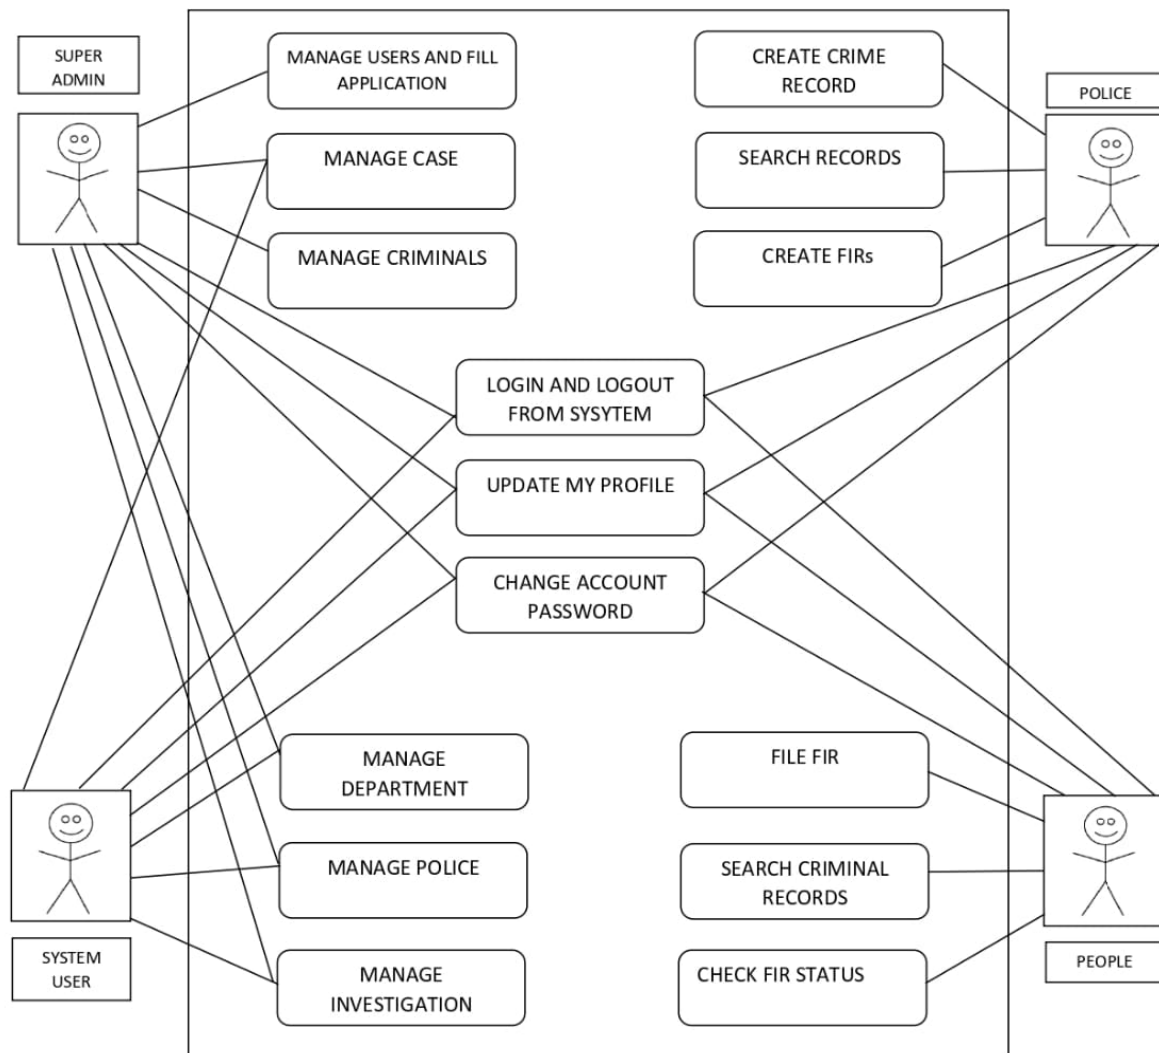 SUPER
ADMIN
MANAGE USERS AND FILL
APPLICATION
MANAGE CASE
MANAGE CRIMINALS
CREATE CRIME
RECORD
SEARCH RECORDS
CREATE FIRs
POLICE
LOGIN AND LOGOUT
FROM SYSYTEM
UPDATE MY PROFILE
CHANGE ACCOUNT
PASSWORD
MANAGE
DEPARTMENT
MANAGE POLICE
MANAGE
INVESTIGATION
SYSTEM
USER
FILE FIR
SEARCH CRIMINAL
RECORDS
CHECK FIR STATUS
PEOPLE